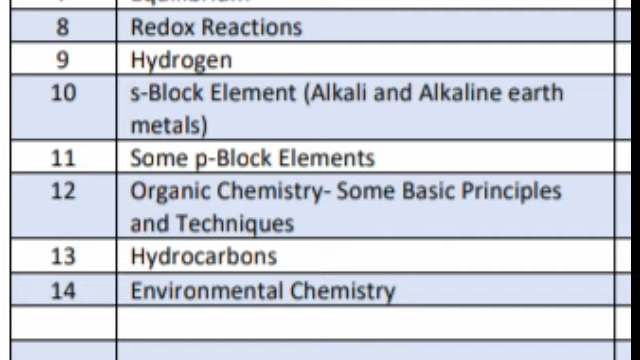 8 Redox Reactions
9 Hydrogen
10 s-Block Element (Alkali and Alkaline earth
metals)
11 Some p-Block Elements
12 Organic Chemistry- Some Basic Principles
and Techniques
13 Hydrocarbons
14 Environmental Chemistry